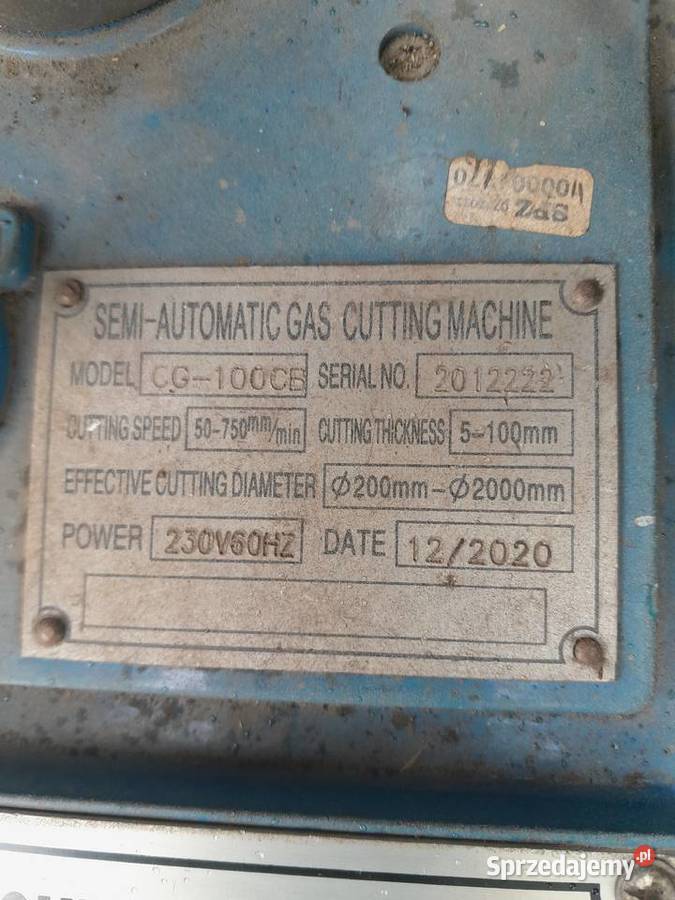 SEMI-AUTOMATIC GAS CUTTING MACHINE
MODEL CG-100CB SERIAL NO. 2012222
CUTTING SPEED 50-750mm/min CUTTING THICKNESS 5-100mm
EFFECTIVE CUTTING DIAMETER Ø200mm-Ø2000mm
POWER 230V60HZ DATE 12/2020
Sprzedajemy.pl